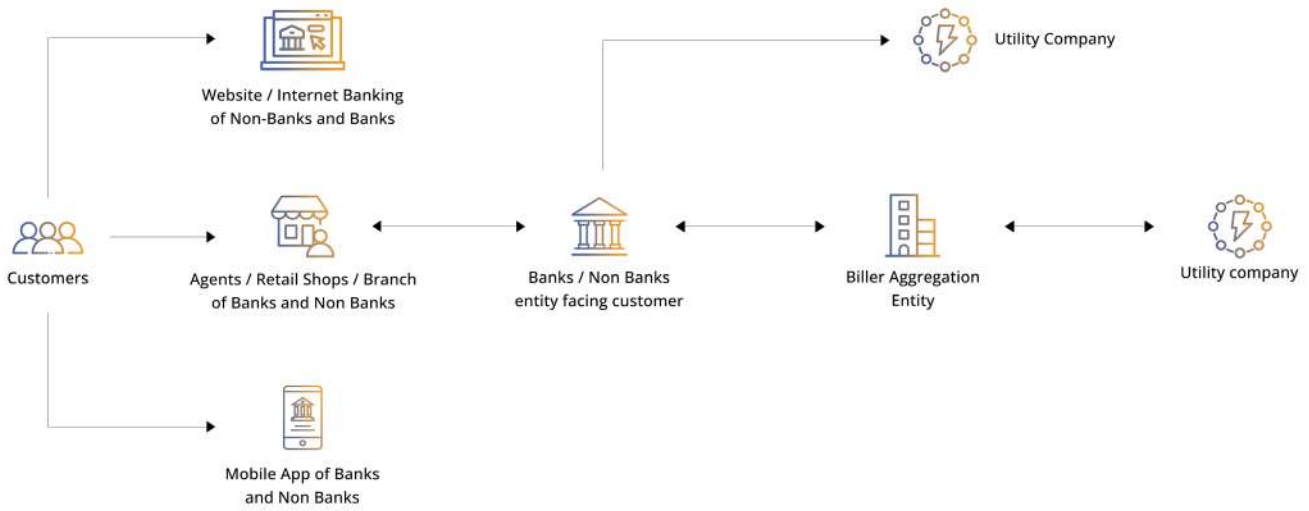 Utility Company
Website / Internet Banking
of Non-Banks and Banks
Customers
Agents / Retail Shops / Branch
of Banks and Non Banks
Banks / Non Banks
entity facing customer
Biller Aggregation
Entity
Utility company
Mobile App of Banks
and Non Banks